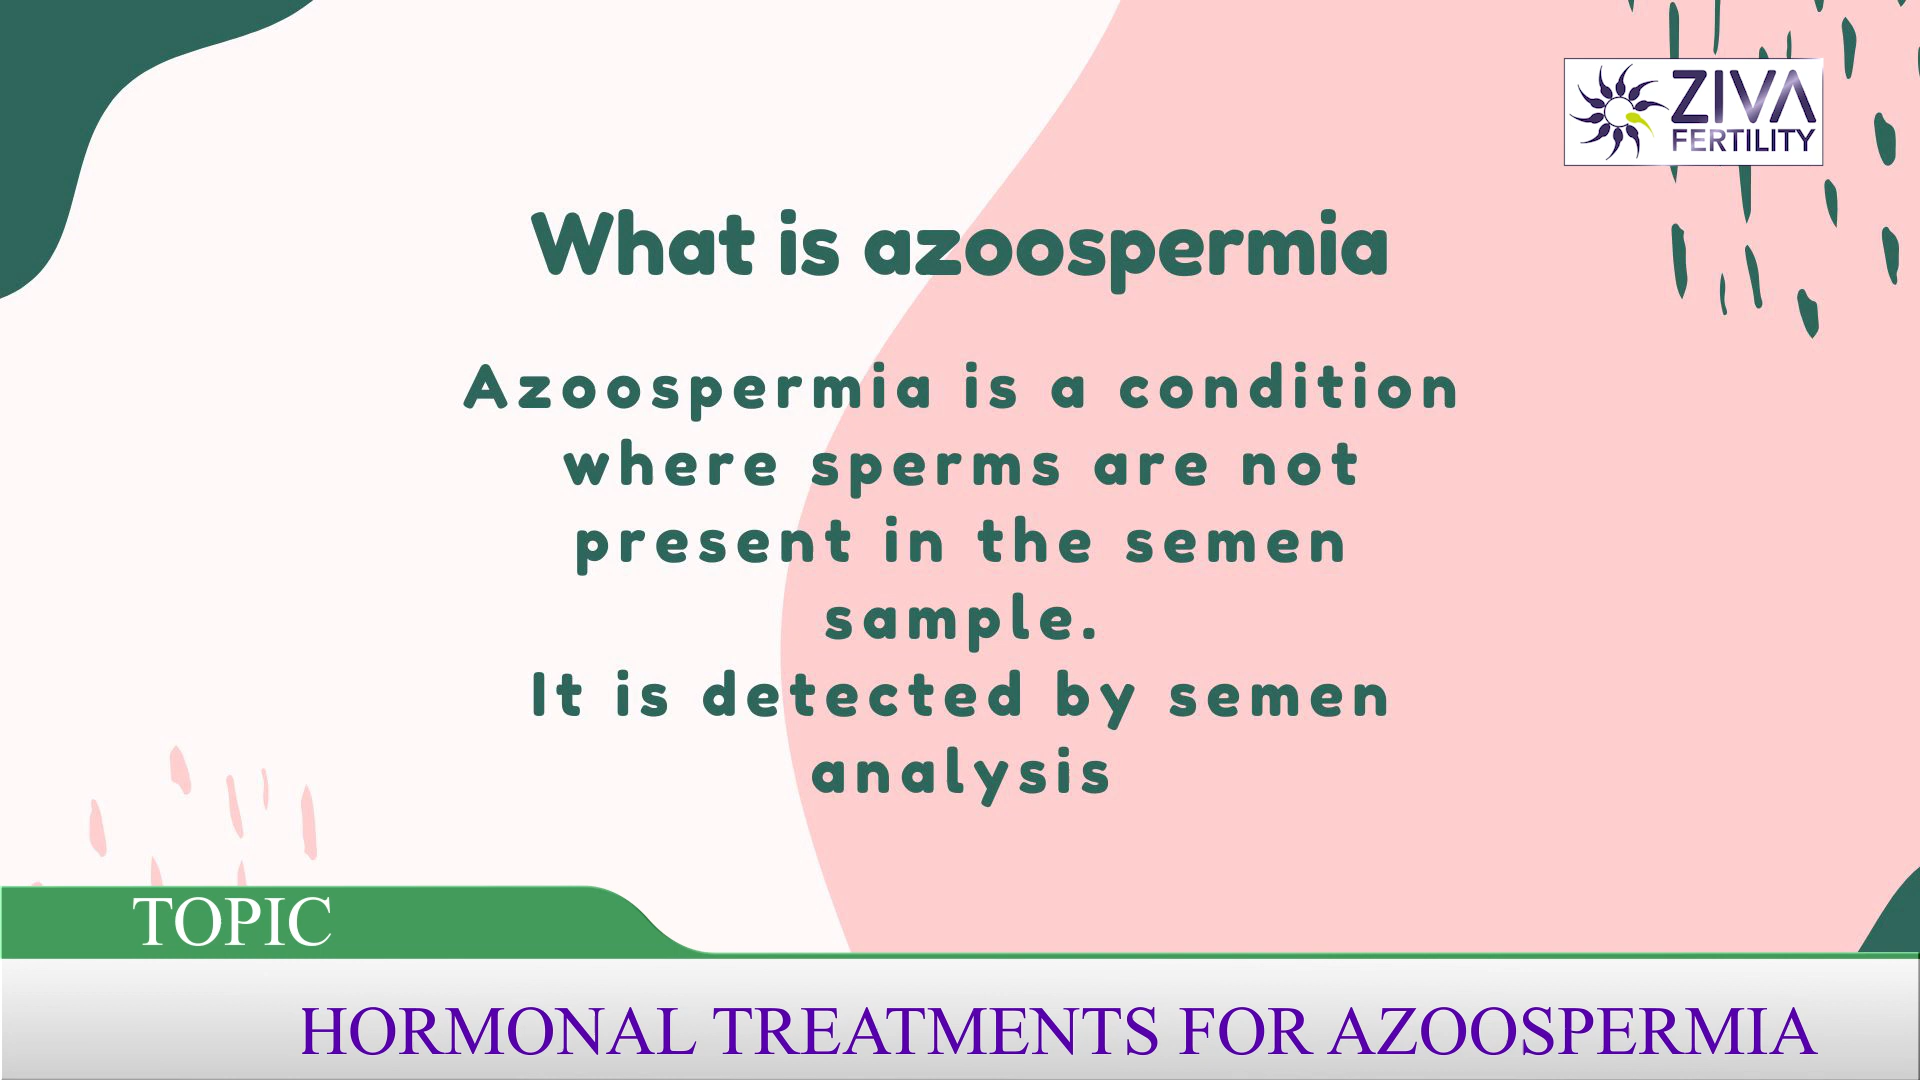 ZIVA
FERTILITY
What is azoospermia
Azoospermia is a condition
where sperms are not
present in the semen
sample.
It is detected by semen
analysis
TOPIC
HORMONAL TREATMENTS FOR AZOOSPERMIA